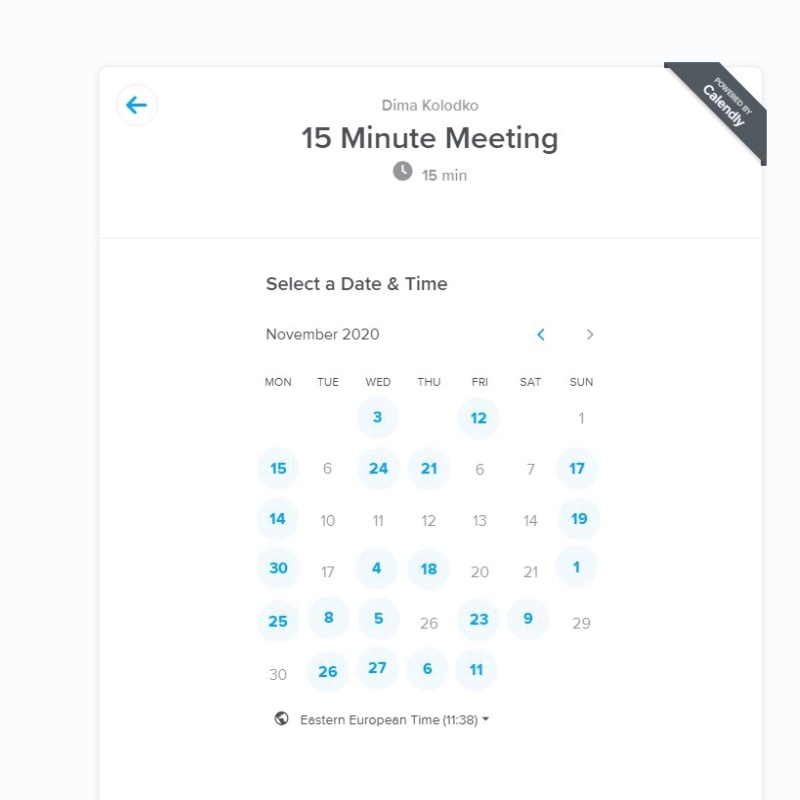 POWERED BY
Calendly
Dima Kolodko
15 Minute Meeting
15 min
Select a Date & Time
November 2020
MON TUE WED THU FRI SAT SUN
3 12 1
15 6 24 21 6 7 17
14 10 11 12 13 14 19
30 17 4 18 20 21 1
25 8 5 26 23 9 29
30 26 27 6 11
Eastern European Time (11:38)